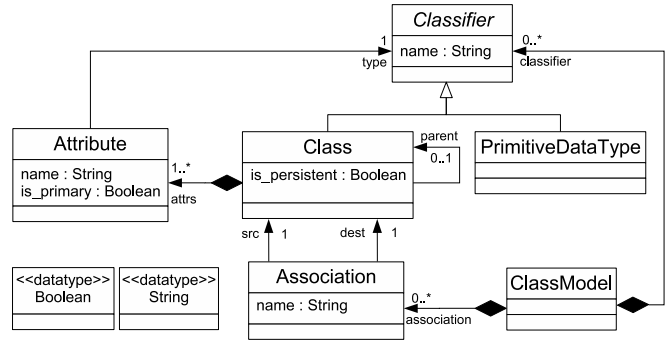 Classifier
name : String
1
type
0..*
classifier
Attribute
name : String
is_primary : Boolean
1..*
attrs
Class
is_persistent : Boolean
parent
0..1
PrimitiveDataType
src
1
dest
1
<<datatype>>
Boolean
<<datatype>>
String
Association
name : String
0..*
association
ClassModel